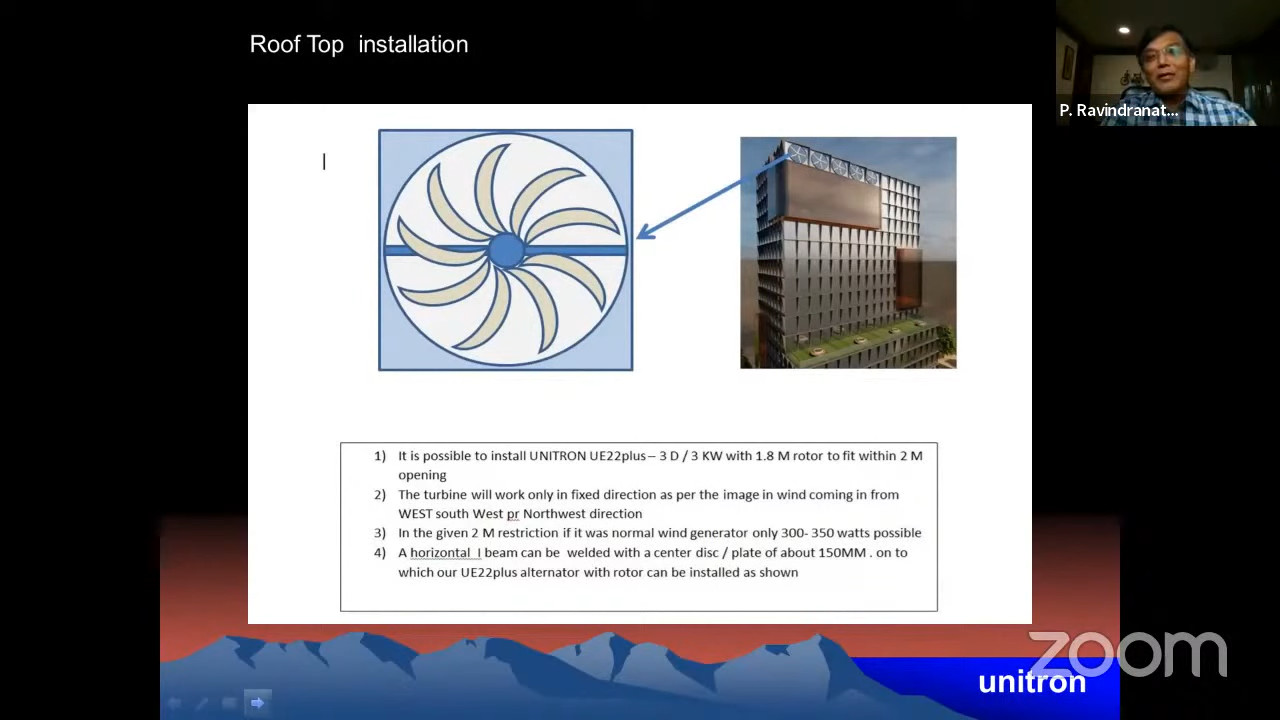 Roof Top installation
P. Ravindranat...
1) It is possible to install UNITRON UE22plus – 3 D / 3 KW with 1.8 M rotor to fit within 2 M
opening
2) The turbine will work only in fixed direction as per the image in wind coming in from
WEST south West pr Northwest direction
3) In the given 2 M restriction if it was normal wind generator only 300- 350 watts possible
4) A horizontal I beam can be welded with a center disc / plate of about 150MM . on to
which our UE22plus alternator with rotor can be installed as shown
zoom
unitron